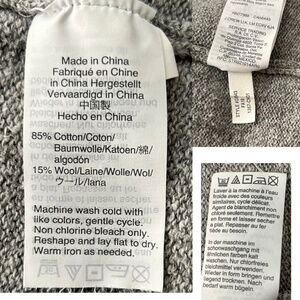 Made in China
Fabriqué en Chine
in China Hergestellt
Vervaardigd in China
中国製
Hecho en China
85% Cotton/Coton/
Baumwolle/Katoen/綿/
algodón
15% Wool/Laine/Wolle/Wol/
ウール/lana
Machine wash cold with
like colors, gentle cycle.
Non chlorine bleach only.
Reshape and lay flat to dry.
Warm iron as needed.
Laver à la machine à l'eau
froide avec des couleurs
similaires, cycle délicat.
Agent de blanchiment non
chloré seulement. Remettre
en forme et laisser sécher
à plat. Repasser au fer
tiède au besoin.
In der maschine im
schonwaschgang mit
ähnlichen farben kalt
waschen. Nur chlorfreies
bleichmittel verwenden.
Wieder in form bringen und
liegend trocknen. Nach
bedarf warm bügeln.